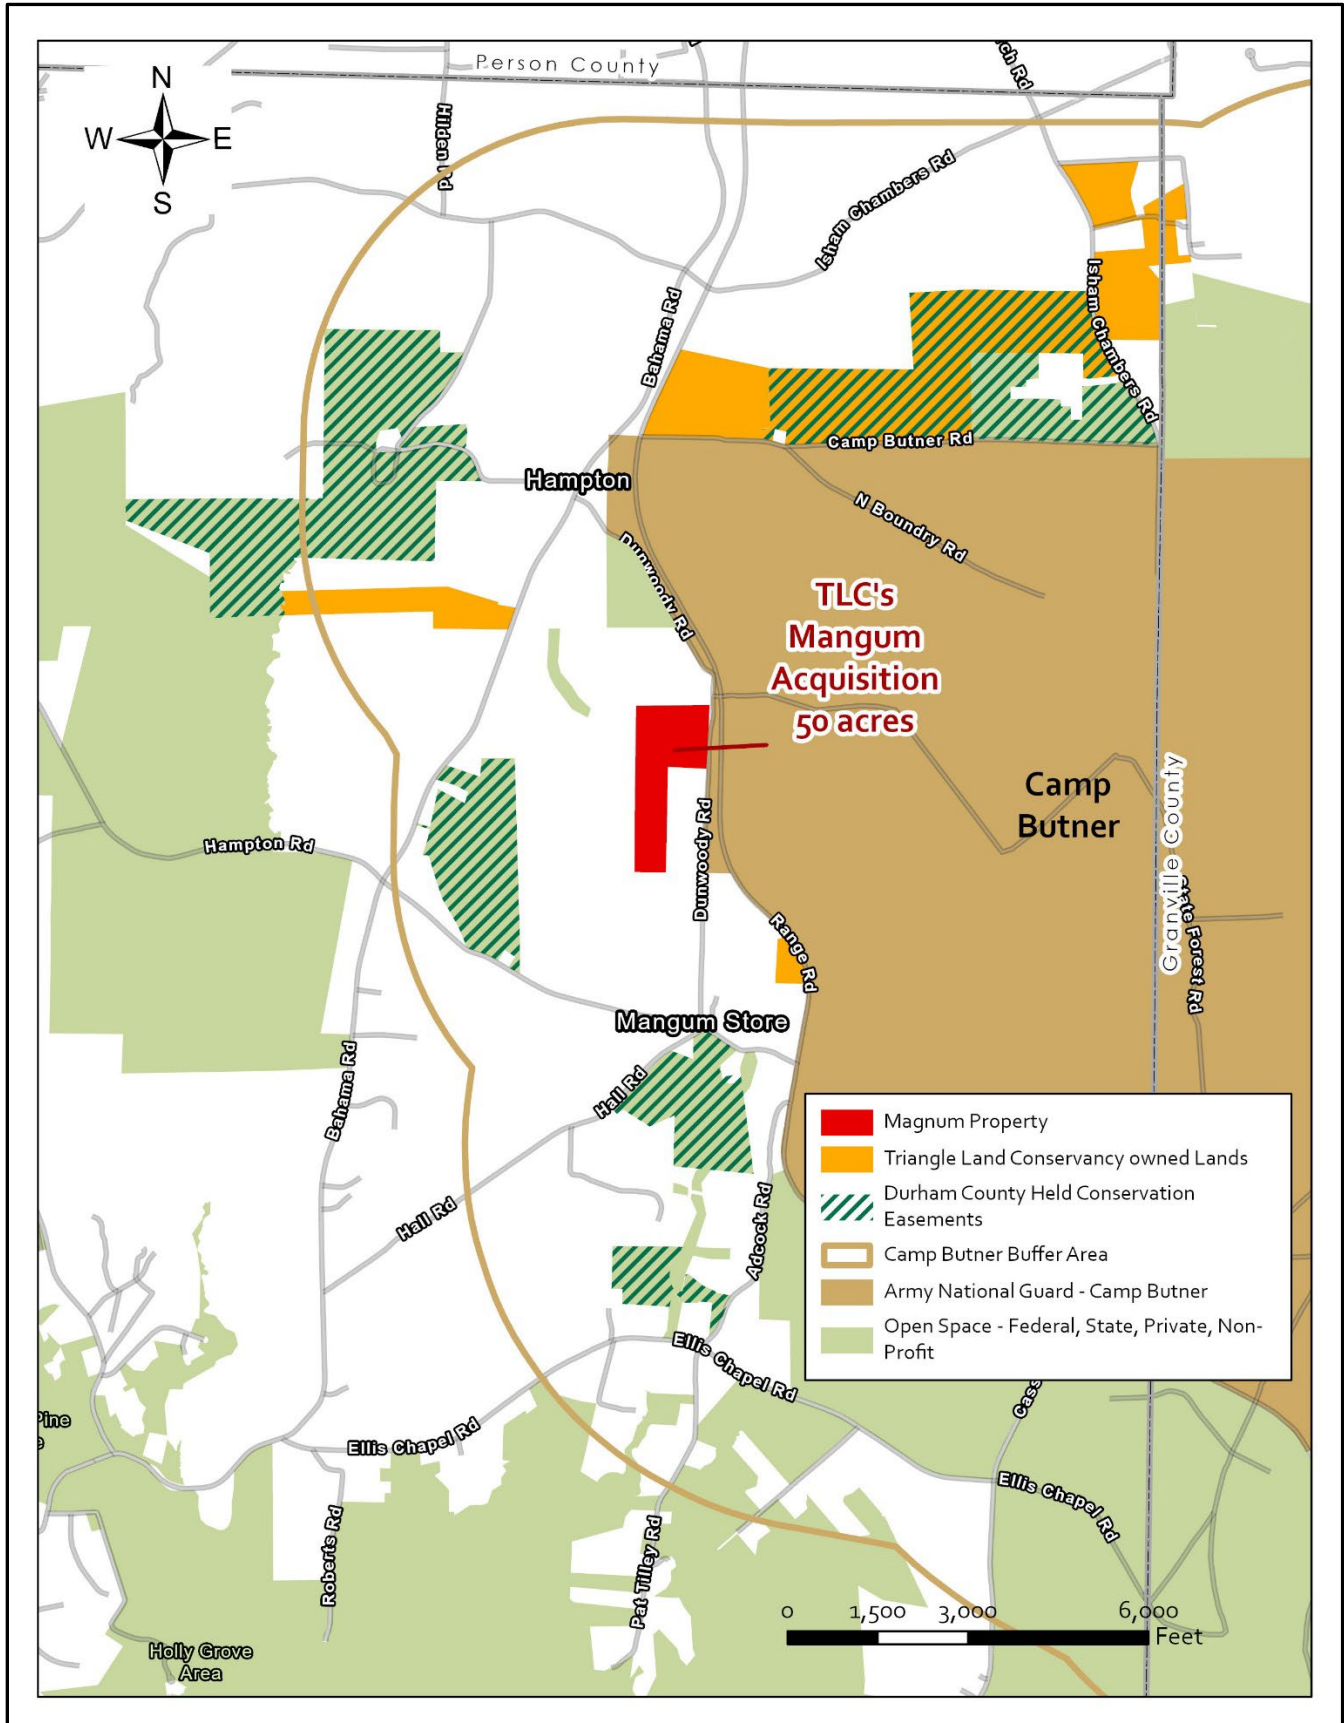 Person County
N
W E
S
Hilden Rd
rch Rd
Isham Chambers Rd
Isham Chambers Rd
Bahama Rd
Camp Butner Rd
Hampton
N Boundry Rd
Dunwoody Rd
TLC's
Mangum
Acquisition
50 acres
Camp
Butner
Granville County
Hampton Rd
Dunwoody Rd
State Forest Rd
Range Rd
Mangum Store
Bahama Rd
Hall Rd
Hall Rd
Adcock Rd
Magnum Property
Triangle Land Conservancy owned Lands
Durham County Held Conservation
Easements
Camp Butner Buffer Area
Army National Guard - Camp Butner
Open Space - Federal, State, Private, Non-
Profit
Ellis Chapel Rd
Cass
Pine
e
Ellis Chapel Rd
Ellis Chapel Rd
Roberts Rd
Pat Tilley Rd
0 1,500 3,000 6,000
Feet
Holly Grove
Area